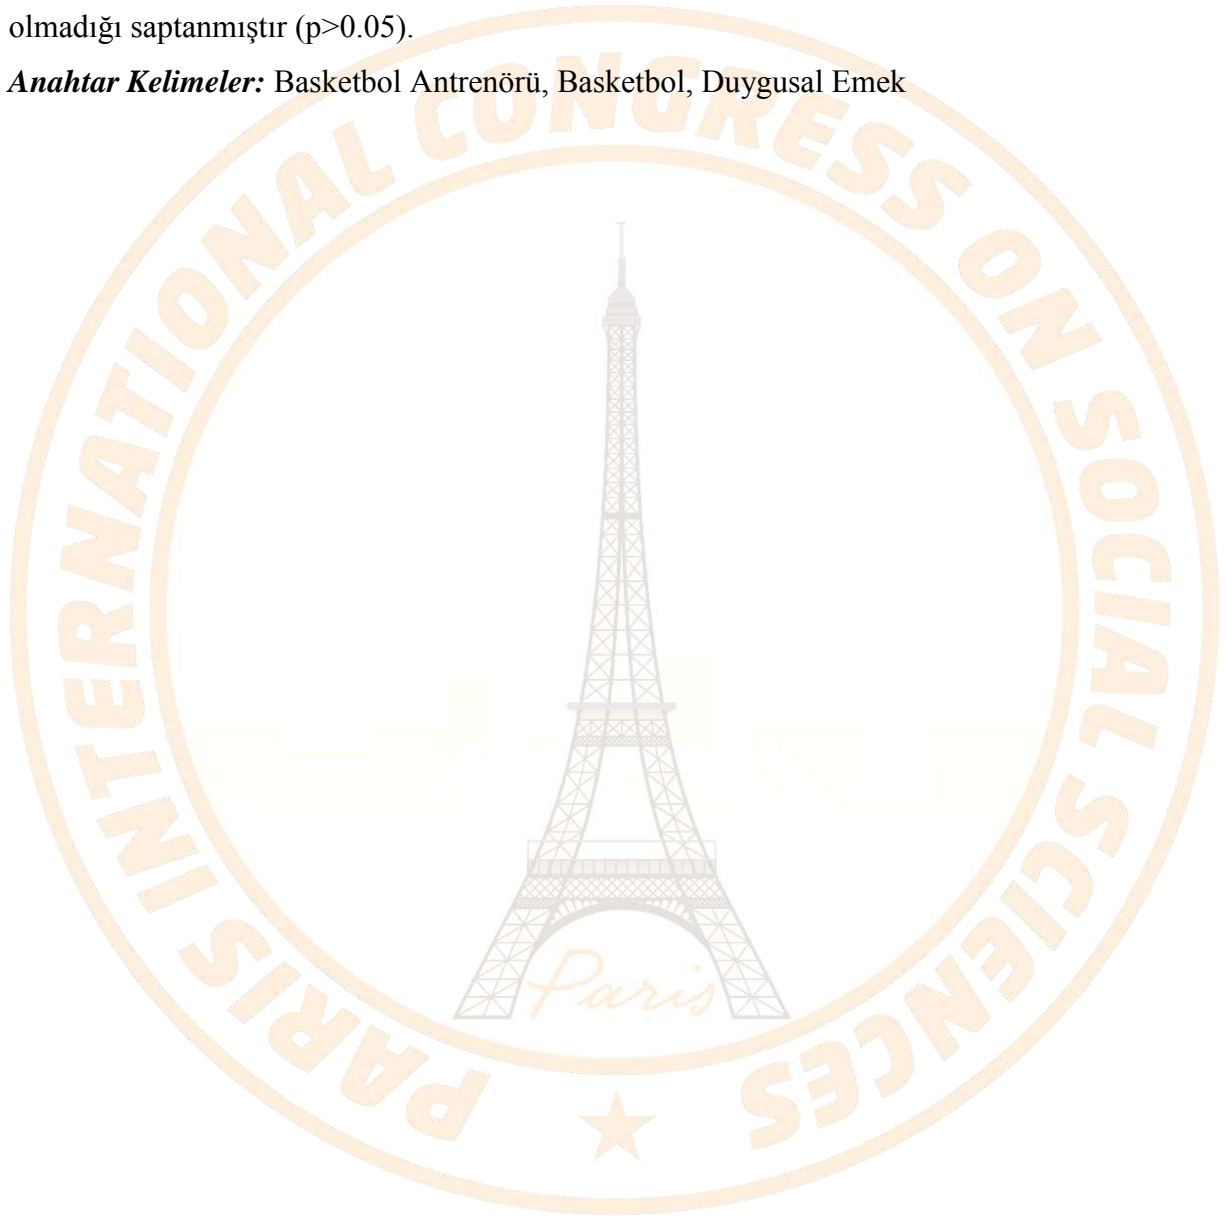 olmadığı saptanmıştır (p>0.05).
Anahtar Kelimeler: Basketbol Antrenörü, Basketbol, Duygusal Emek
PARIS INTERNATIONAL CONGRESS ON SOCIAL SCIENCES
Paris